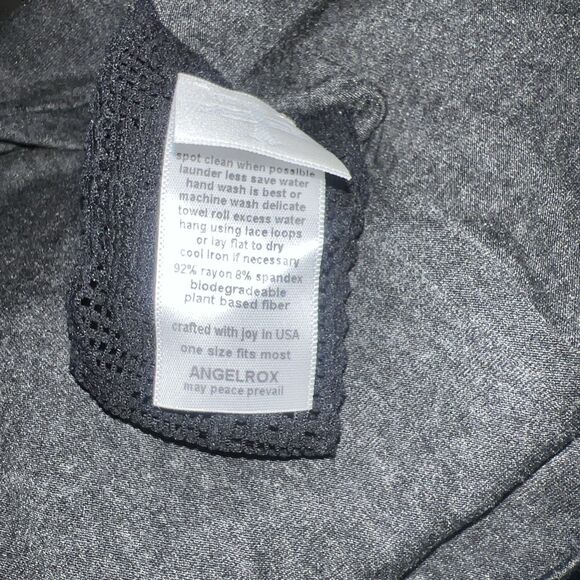 spot clean when possible
launder less save water
hand wash is best or
machine wash delicate
towel roll excess water
hang using lace loops
or lay flat to dry
cool iron if necessary
92% rayon 8% spandex
biodegradeable
plant based fiber
crafted with joy in USA
one size fits most
ANGELROX
may peace prevail